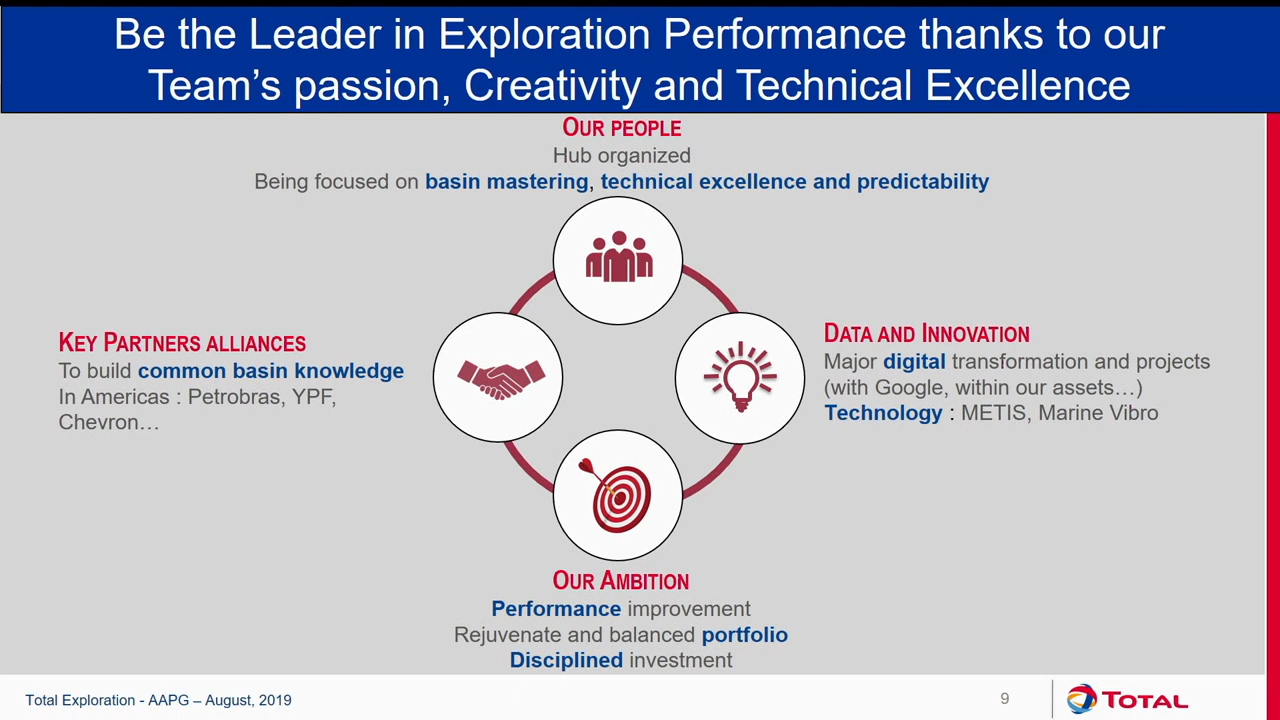 Be the Leader in Exploration Performance thanks to our
Team’s passion, Creativity and Technical Excellence
OUR PEOPLE
Hub organized
Being focused on basin mastering, technical excellence and predictability
KEY PARTNERS ALLIANCES
To build common basin knowledge
In Americas : Petrobras, YPF,
Chevron…
DATA AND INNOVATION
Major digital transformation and projects
(with Google, within our assets…)
Technology : METIS, Marine Vibro
OUR AMBITION
Performance improvement
Rejuvenate and balanced portfolio
Disciplined investment
Total Exploration - AAPG – August, 2019
9
TOTAL